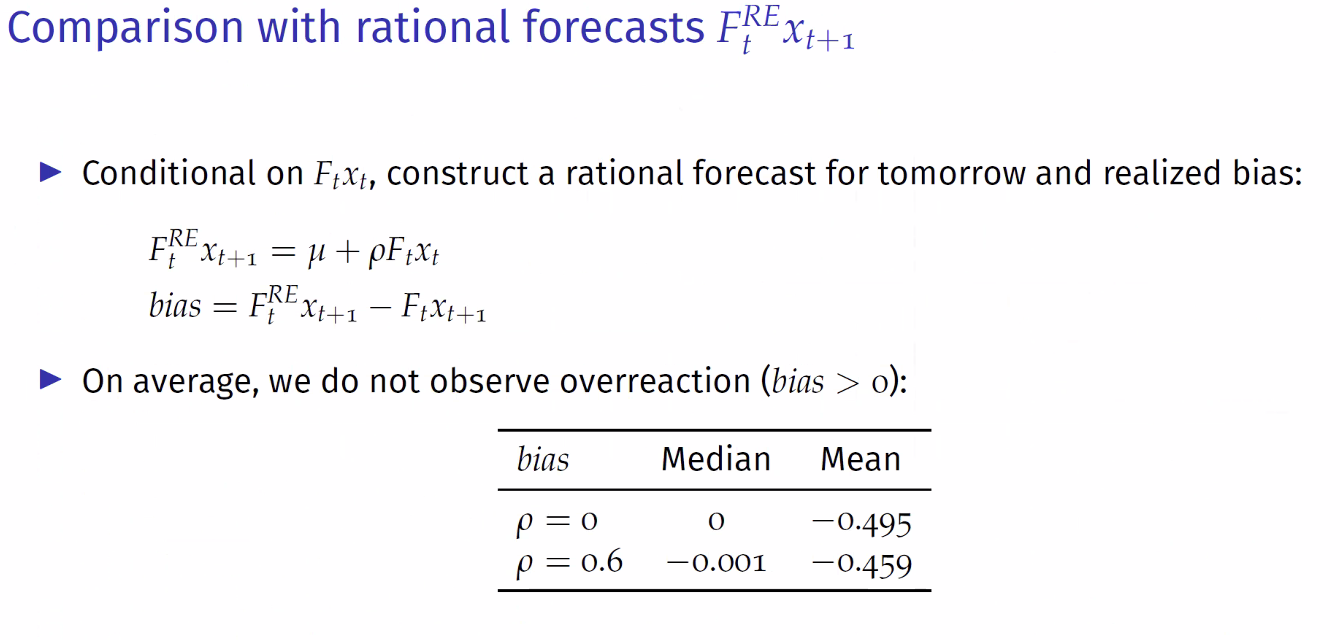 Comparison with rational forecasts $F_t^{RE} x_{t+1}$
▶ Conditional on $F_t x_t$, construct a rational forecast for tomorrow and realized bias:
$F_t^{RE} x_{t+1} = \mu + \rho F_t x_t$
$bias = F_t^{RE} x_{t+1} - F_t x_{t+1}$
▶ On average, we do not observe overreaction ($bias > 0$):
bias Median Mean
ρ = 0 0 −0.495
ρ = 0.6 −0.001 −0.459